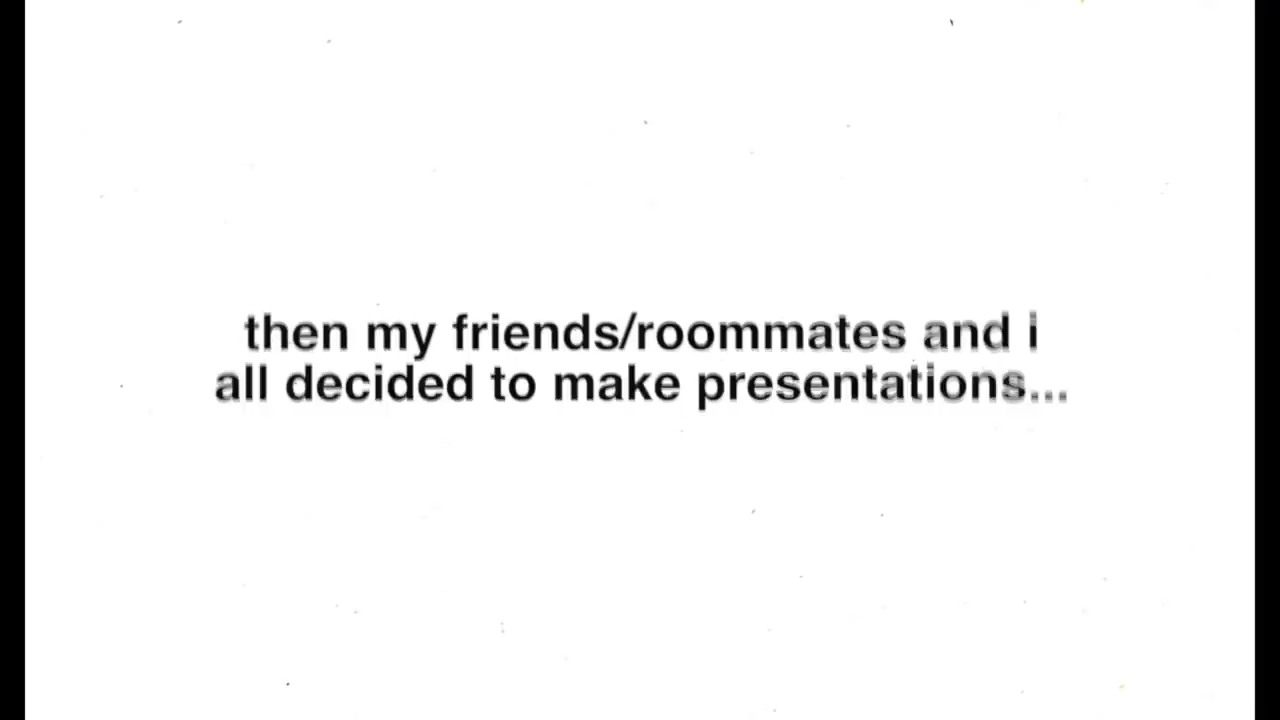 then my friends/roommates and i
all decided to make presentations...